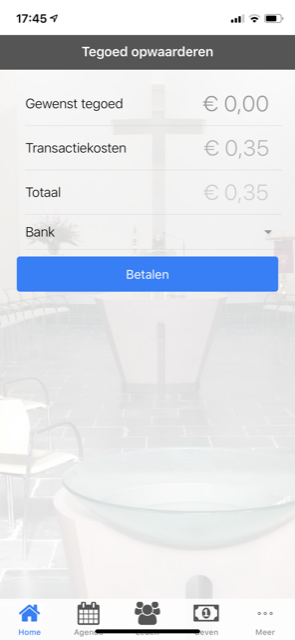 17:45
Tegoed opwaarderen
Gewenst tegoed € 0,00
Transactiekosten € 0,35
Totaal € 0,35
Bank
Betalen
Home Meer